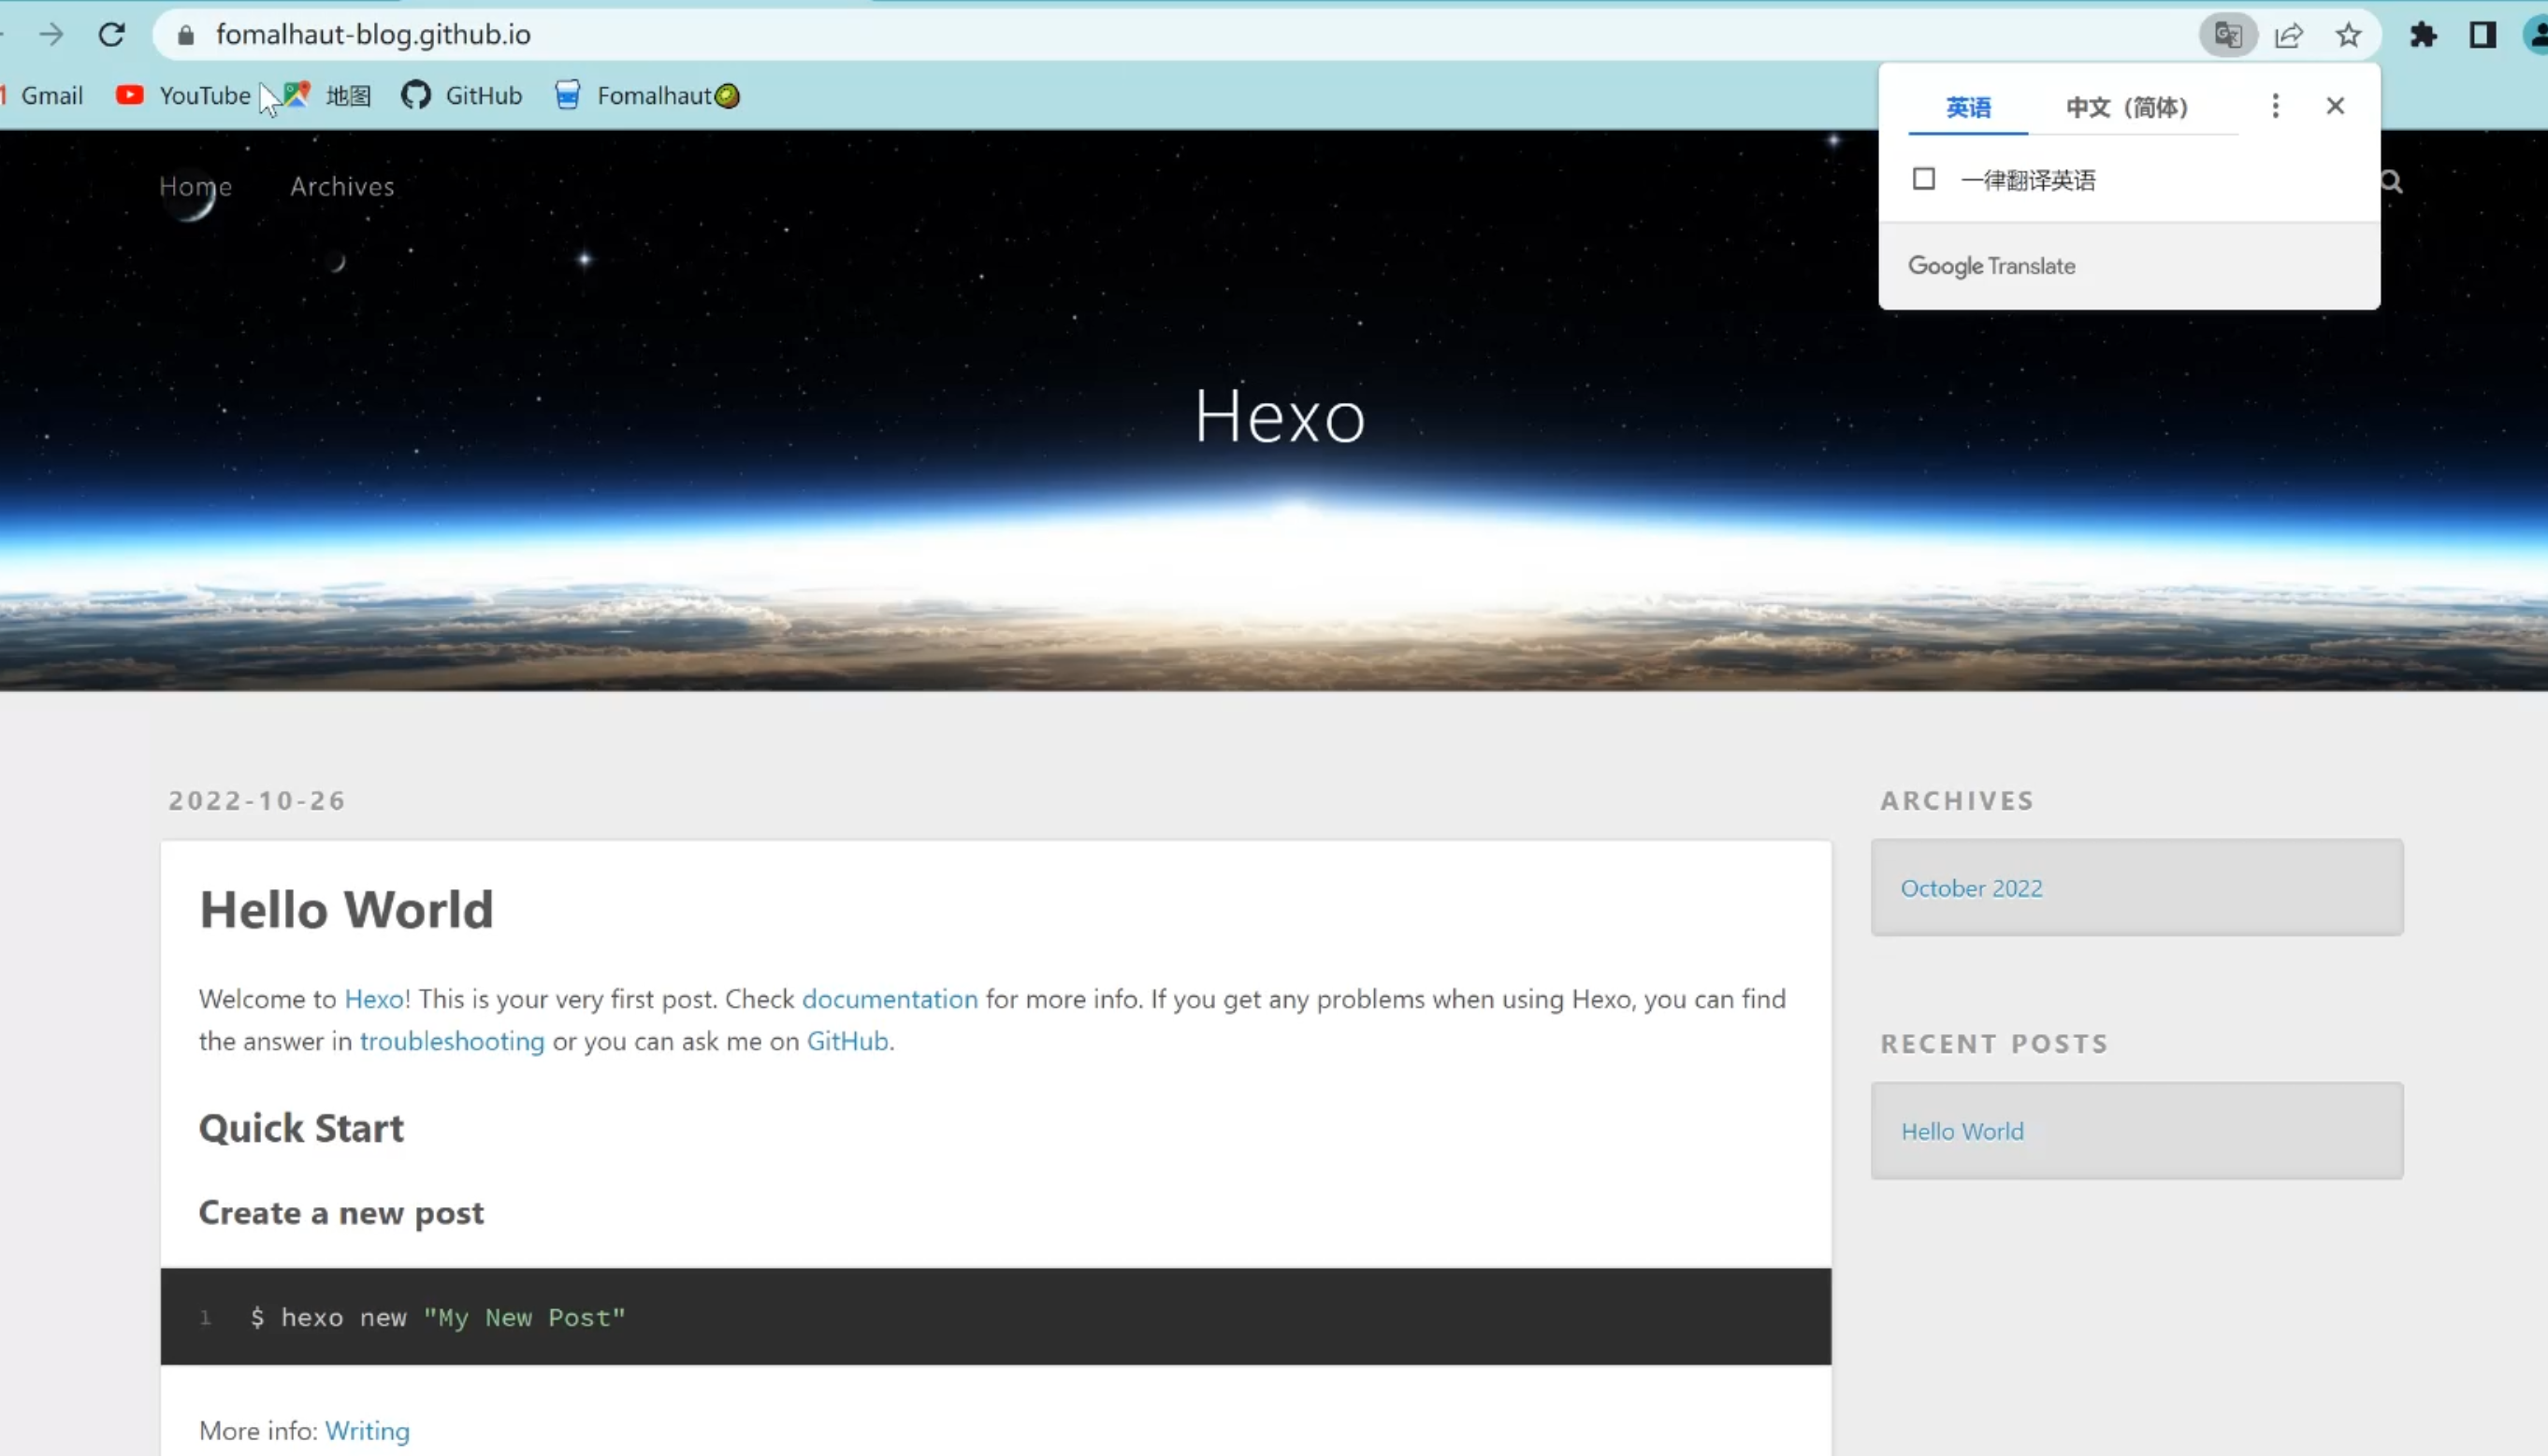 fomalhaut-blog.github.io
Gmail YouTube 地图 GitHub Fomalhaut🥝
英语 中文（简体）
一律翻译英语
Google Translate
Home Archives
Hexo
2022-10-26
Hello World
Welcome to Hexo! This is your very first post. Check documentation for more info. If you get any problems when using Hexo, you can find
the answer in troubleshooting or you can ask me on GitHub.
Quick Start
Create a new post
1 $ hexo new "My New Post"
More info: Writing
ARCHIVES
October 2022
RECENT POSTS
Hello World